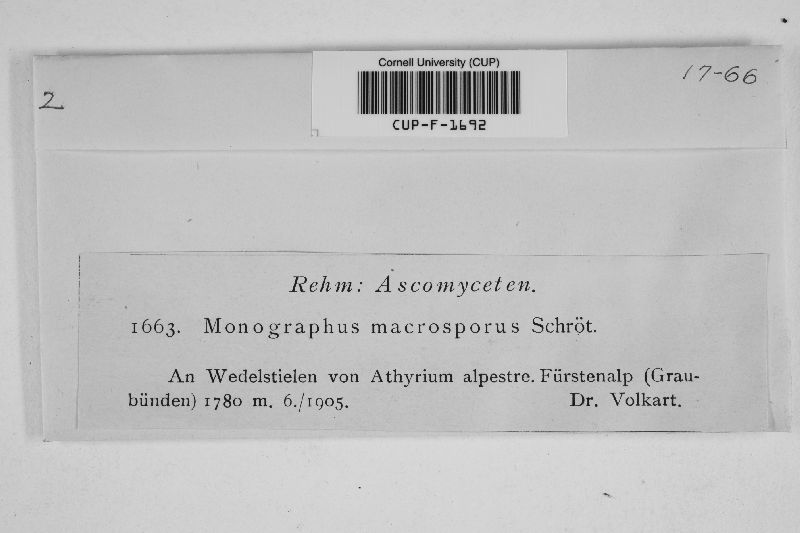 Cornell University (CUP)
CUP-F-1692
17-66
2
Rehm: Ascomyceten.
1663. Monographus macrosporus Schröt.
An Wedelstielen von Athyrium alpestre. Fürstenalp (Grau-
bünden) 1780 m. 6./1905. Dr. Volkart.